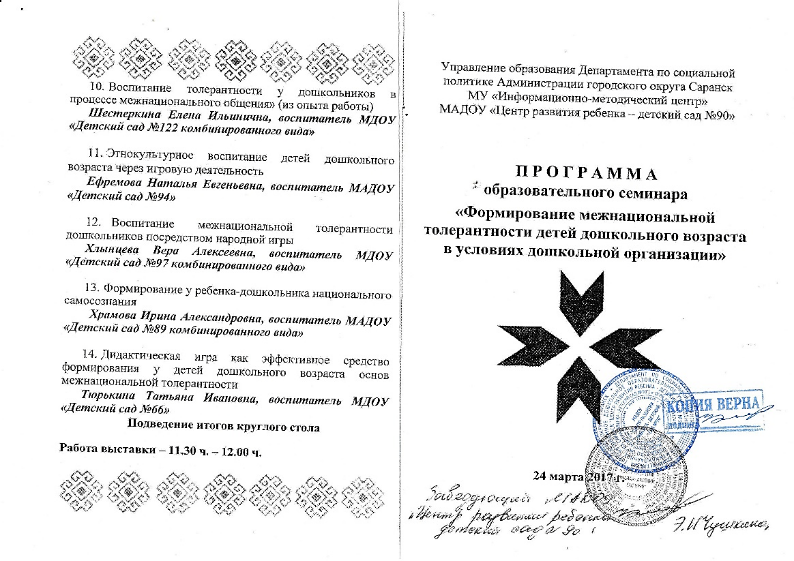 10. Воспитание толерантности у дошкольников в
процессе межнационального общения» (из опыта работы)
Шестеркина Елена Ильинична, воспитатель МДОУ
«Детский сад №122 комбинированного вида»
11. Этнокультурное воспитание детей дошкольного
возраста через игровую деятельность
Ефремова Наталья Евгеньевна, воспитатель МАДОУ
«Детский сад №94»
12. Воспитание межнациональной толерантности
дошкольников посредством народной игры
Хлынцева Вера Алексеевна, воспитатель МДОУ
«Детский сад №97 комбинированного вида»
13. Формирование у ребенка-дошкольника национального
самосознания
Храмова Ирина Александровна, воспитатель МАДОУ
«Детский сад №89 комбинированного вида»
14. Дидактическая игра как эффективное средство
формирования у детей дошкольного возраста основ
межнациональной толерантности
Тюрькина Татьяна Ивановна, воспитатель МДОУ
«Детский сад №66»
Подведение итогов круглого стола
Работа выставки – 11.30 ч. – 12.00 ч.
Управление образования Департамента по социальной
политике Администрации городского округа Саранск
МУ «Информационно-методический центр»
МАДОУ «Центр развития ребенка – детский сад №90»
П Р О Г Р А М М А
образовательного семинара
«Формирование межнациональной
толерантности детей дошкольного возраста
в условиях дошкольной организации»
КОПИЯ ВЕРНА
24 марта 2017 г.
Заведующий
«Центр развития ребенка
детский сад